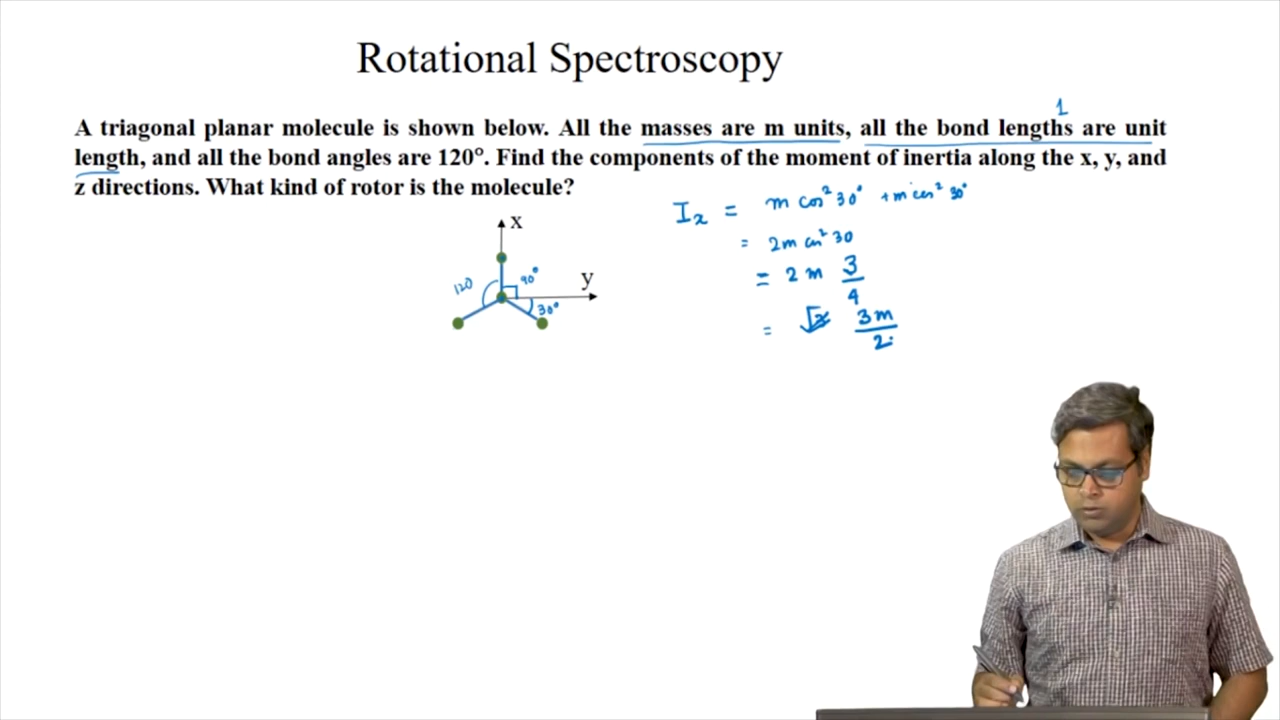 Rotational Spectroscopy
1
A triagonal planar molecule is shown below. All the masses are m units, all the bond lengths are unit
length, and all the bond angles are 120°. Find the components of the moment of inertia along the x, y, and
z directions. What kind of rotor is the molecule?
I_x = m cos² 30° + m cos² 30°
= 2m cos² 30
= 2 m 3/4
= 3m/2
x
y
120
90°
30°